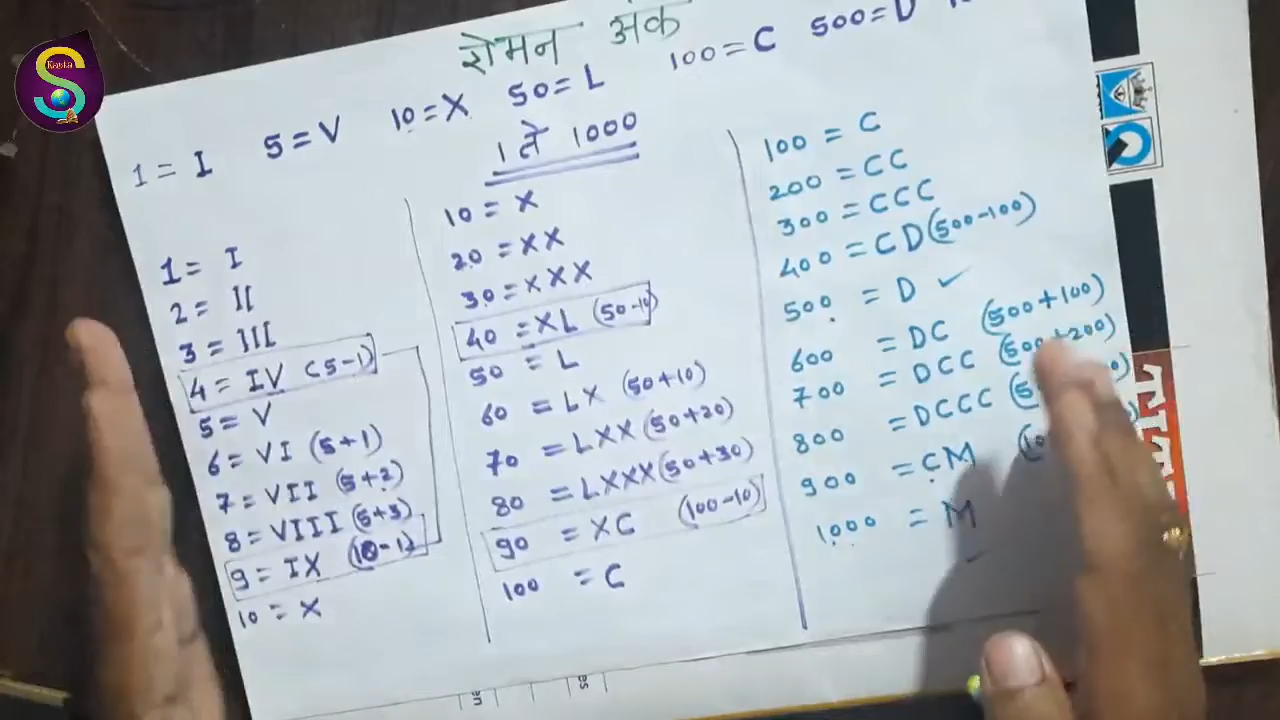 रोमन अंक
1 = I 5 = V 10 = X 50 = L 100 = C 500 = D
1 ते 1000
1 = I
2 = II
3 = III
4 = IV (5-1)
5 = V
6 = VI (5+1)
7 = VII (5+2)
8 = VIII (5+3)
9 = IX (10-1)
10 = X
10 = X
20 = XX
30 = XXX
40 = XL (50-10)
50 = L
60 = LX (50+10)
70 = LXX (50+20)
80 = LXXX (50+30)
90 = XC (100-10)
100 = C
100 = C
200 = CC
300 = CCC
400 = CD (500-100)
500 = D ✓
600 = DC (500+100)
700 = DCC (500+200)
800 = DCCC
900 = CM
1000 = M
Kavita
S